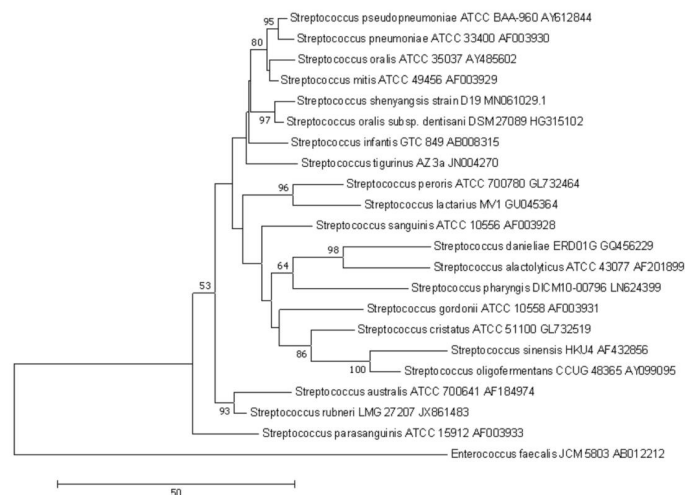 95
Streptococcus pseudopneumoniae ATCC BAA-960 AY612844
80
Streptococcus pneumoniae ATCC 33400 AF003930
Streptococcus oralis ATCC 35037 AY485602
Streptococcus mitis ATCC 49456 AF003929
Streptococcus shenyangsis strain D19 MN061029.1
97
Streptococcus oralis subsp. dentisani DSM 27089 HG315102
Streptococcus infantis GTC 849 AB008315
Streptococcus tigurinus AZ 3a JN004270
96
Streptococcus peroris ATCC 700780 GL732464
Streptococcus lactarius MV1 GU045364
Streptococcus sanguinis ATCC 10556 AF003928
98
Streptococcus danieliae ERD01G GQ456229
64
Streptococcus alactolyticus ATCC 43077 AF201899
53
Streptococcus pharyngis DICM10-00796 LN624399
Streptococcus gordonii ATCC 10558 AF003931
Streptococcus cristatus ATCC 51100 GL732519
86
Streptococcus sinensis HKU4 AF432856
100
Streptococcus oligofermentans CCUG 48365 AY099095
Streptococcus australis ATCC 700641 AF184974
93
Streptococcus rubneri LMG 27207 JX861483
Streptococcus parasanguinis ATCC 15912 AF003933
Enterococcus faecalis JCM 5803 AB012212
50